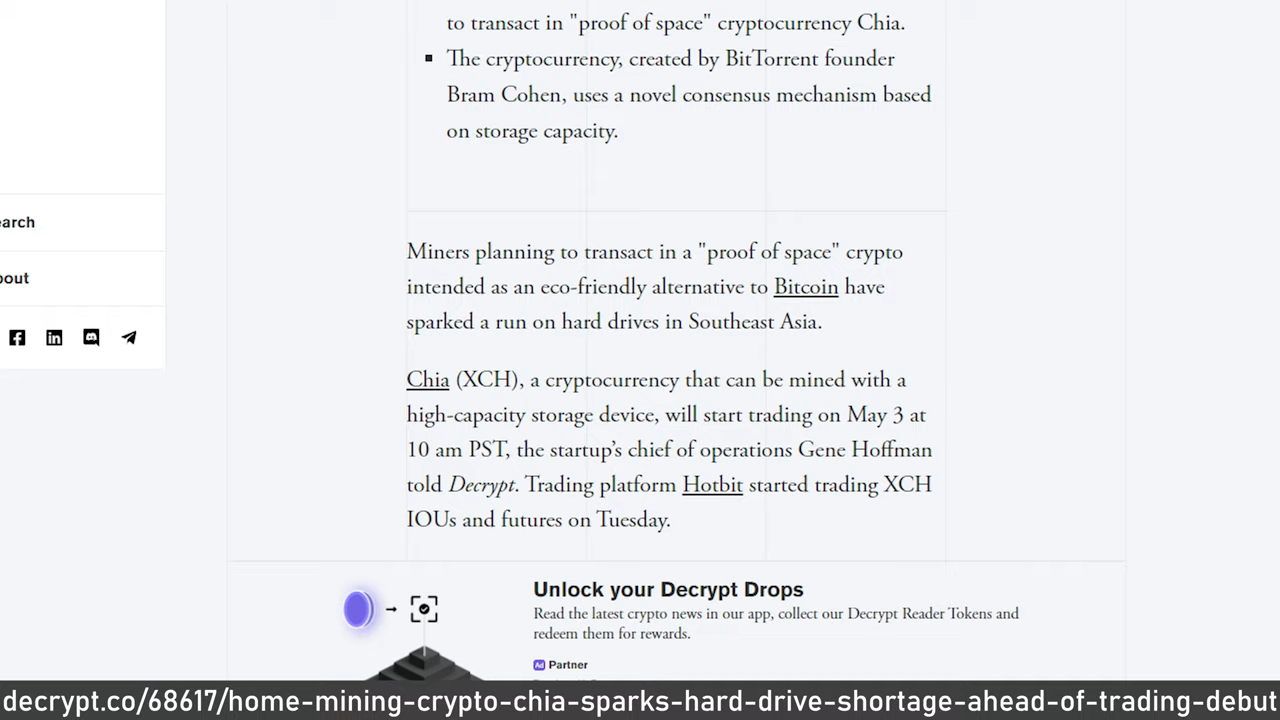 to transact in "proof of space" cryptocurrency Chia.
The cryptocurrency, created by BitTorrent founder
Bram Cohen, uses a novel consensus mechanism based
on storage capacity.
earch
bout
Miners planning to transact in a "proof of space" crypto
intended as an eco-friendly alternative to Bitcoin have
sparked a run on hard drives in Southeast Asia.
Chia (XCH), a cryptocurrency that can be mined with a
high-capacity storage device, will start trading on May 3 at
10 am PST, the startup's chief of operations Gene Hoffman
told Decrypt. Trading platform Hotbit started trading XCH
IOUs and futures on Tuesday.
Unlock your Decrypt Drops
Read the latest crypto news in our app, collect our Decrypt Reader Tokens and
redeem them for rewards.
Ad Partner
decrypt.co/68617/home-mining-crypto-chia-sparks-hard-drive-shortage-ahead-of-trading-debut